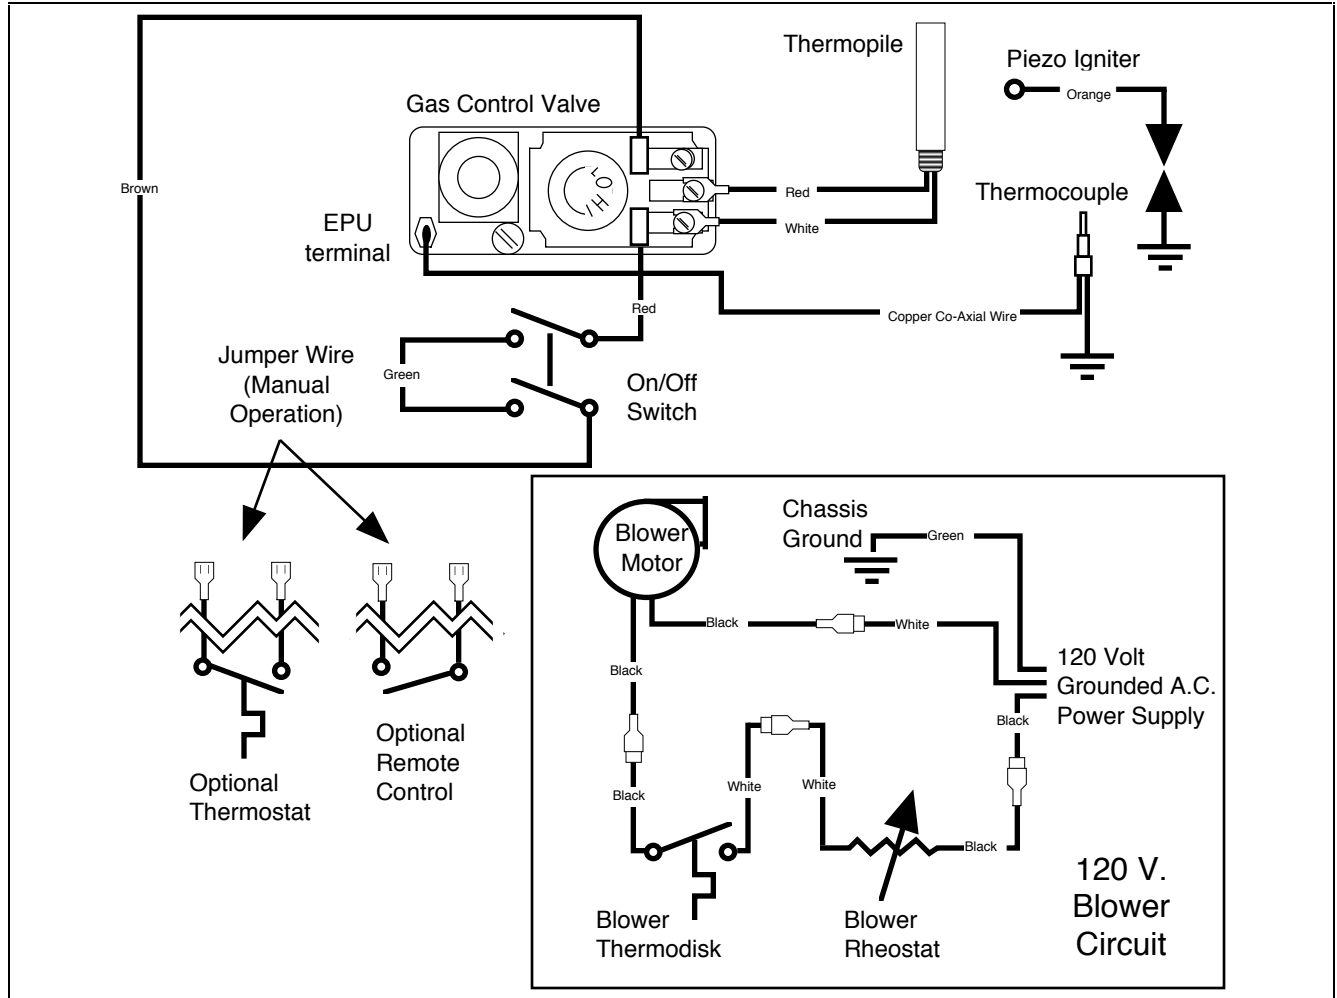 Thermopile
Piezo Igniter
Orange
Gas Control Valve
Brown
Thermocouple
Red
White
EPU
terminal
Red
Copper Co-Axial Wire
Jumper Wire
(Manual
Operation)
Green
On/Off
Switch
Blower
Motor
Chassis
Ground
Green
Black
White
Black
120 Volt
Grounded A.C.
Power Supply
Black
Optional
Thermostat
Optional
Remote
Control
White
White
Black
Black
Blower
Thermodisk
Blower
Rheostat
120 V.
Blower
Circuit